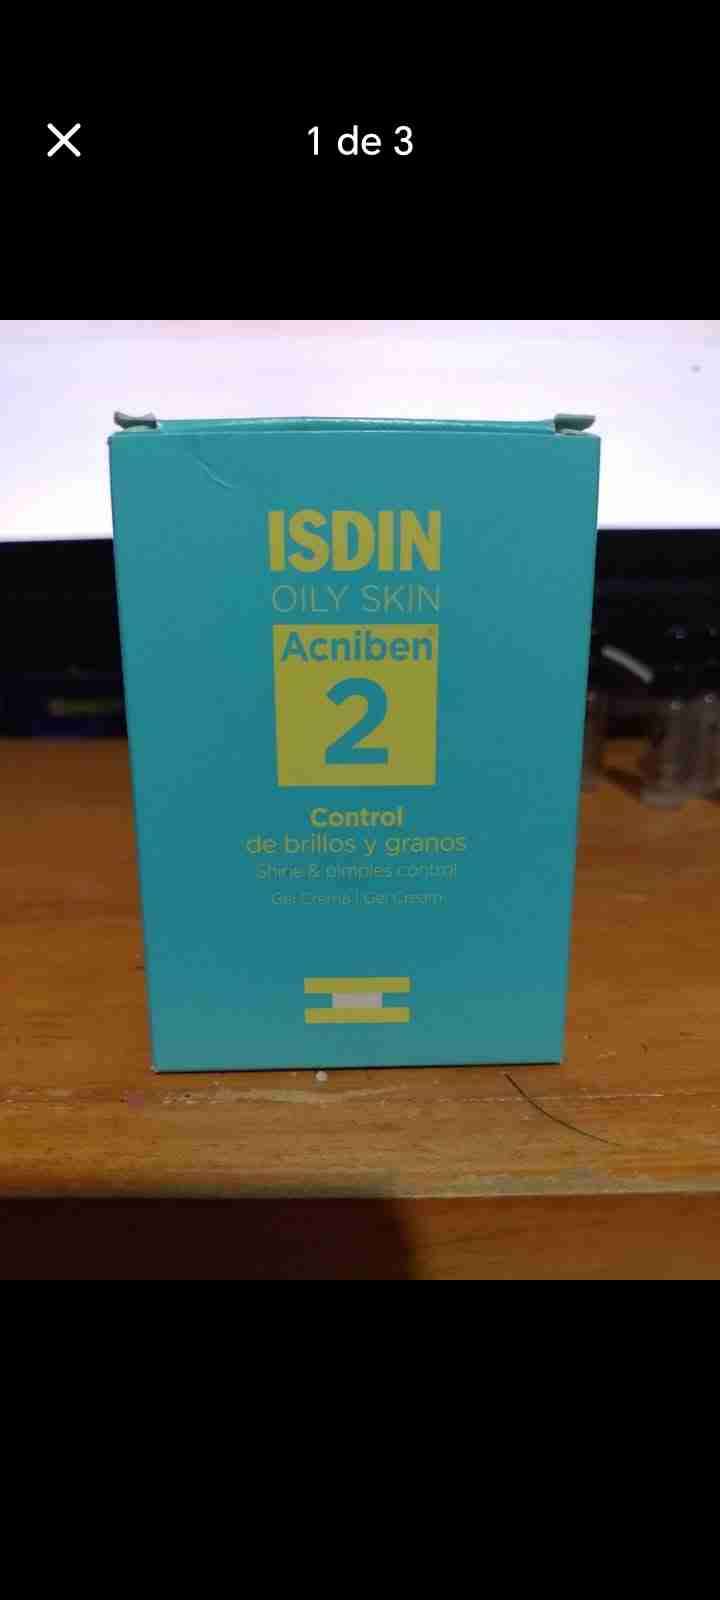 1 de 3
ISDIN
OILY SKIN
Acniben®
2
Control
de brillos y granos
Shine & pimples control
Gel Crema | Gel Cream